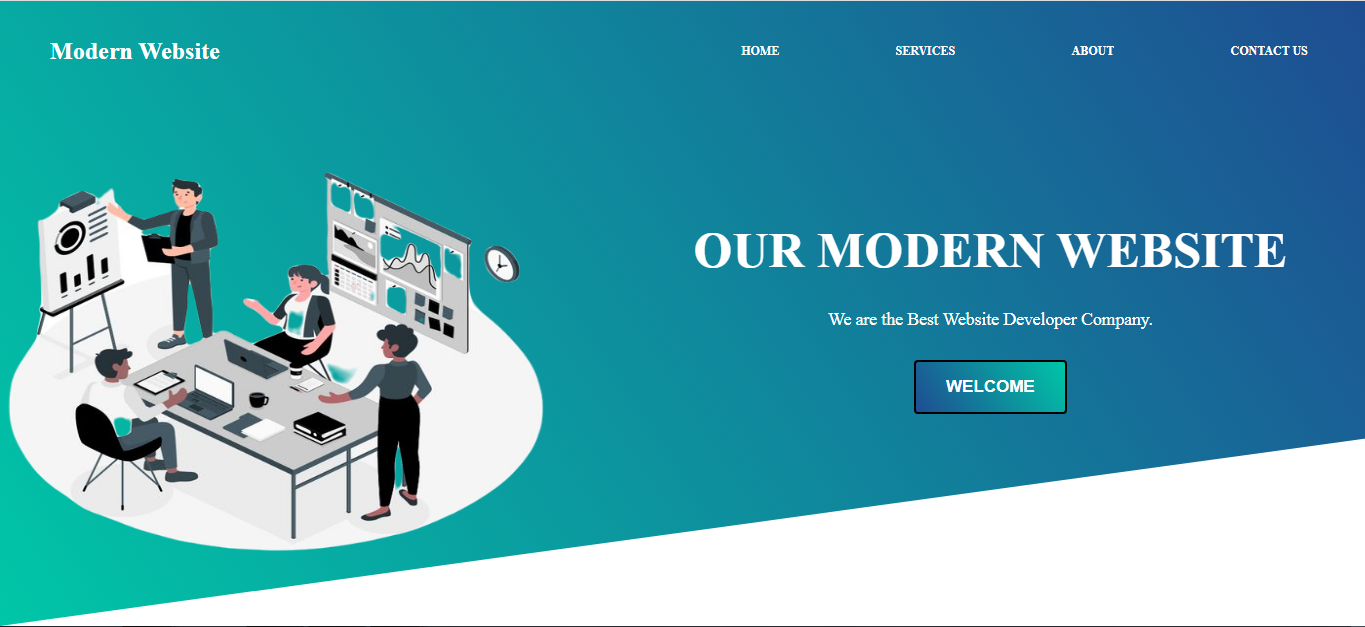 Modern Website
HOME SERVICES ABOUT CONTACT US
OUR MODERN WEBSITE
We are the Best Website Developer Company.
WELCOME